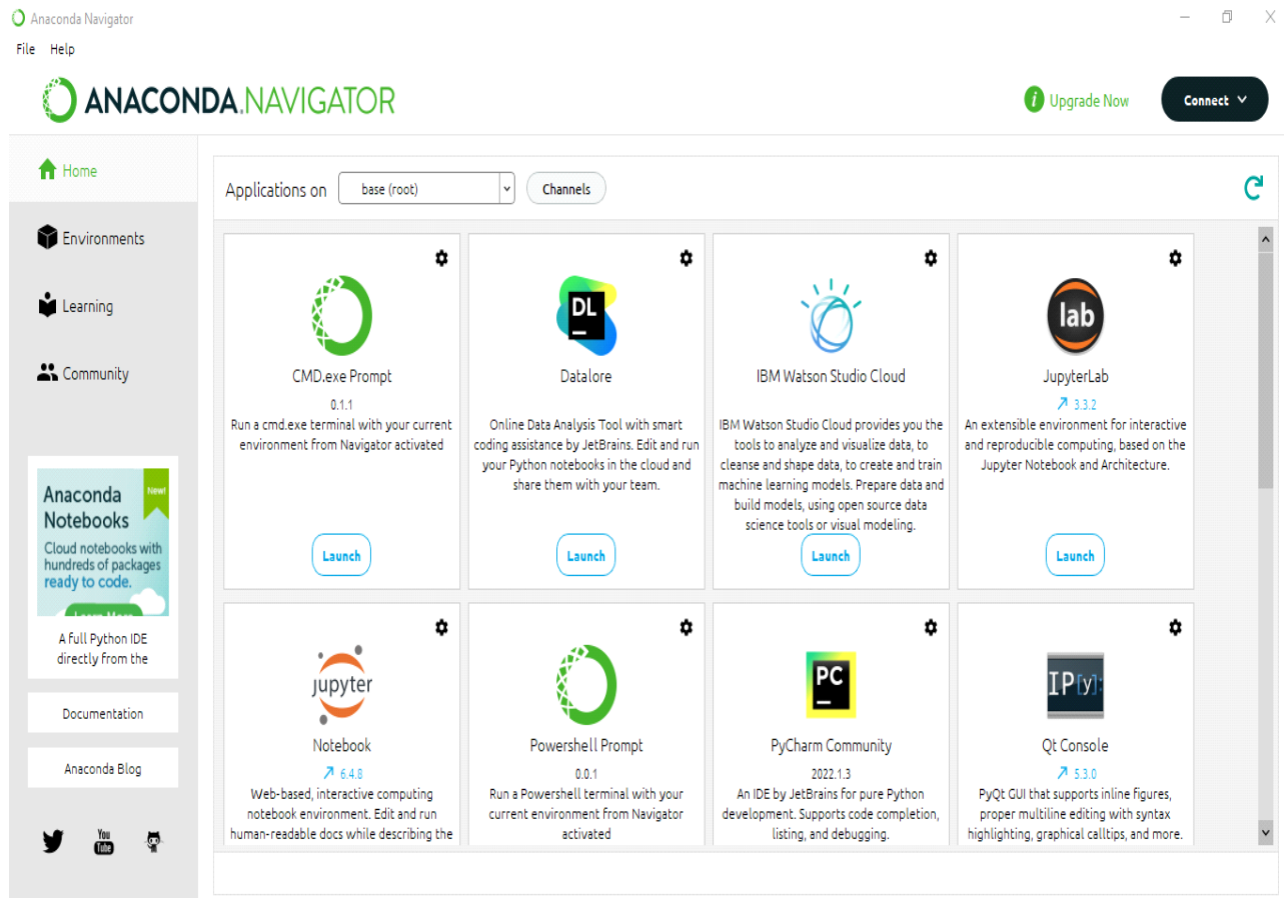 Anaconda Navigator
File Help
ANACONDA.NAVIGATOR
i Upgrade Now
Connect
Home
Environments
Learning
Community
Anaconda
Notebooks
New!
Cloud notebooks with
hundreds of packages
ready to code.
Learn More
A full Python IDE
directly from the
Documentation
Anaconda Blog
You
Tube
Applications on base (root) Channels
CMD.exe Prompt
0.1.1
Run a cmd.exe terminal with your current
environment from Navigator activated
Launch
DL
Datalore
Online Data Analysis Tool with smart
coding assistance by JetBrains. Edit and run
your Python notebooks in the cloud and
share them with your team.
Launch
IBM Watson Studio Cloud
IBM Watson Studio Cloud provides you the
tools to analyze and visualize data, to
cleanse and shape data, to create and train
machine learning models. Prepare data and
build models, using open source data
science tools or visual modeling.
Launch
lab
JupyterLab
3.3.2
An extensible environment for interactive
and reproducible computing, based on the
Jupyter Notebook and Architecture.
Launch
jupyter
Notebook
6.4.8
Web-based, interactive computing
notebook environment. Edit and run
human-readable docs while describing the
Powershell Prompt
0.0.1
Run a Powershell terminal with your
current environment from Navigator
activated
PC
PyCharm Community
2022.1.3
An IDE by JetBrains for pure Python
development. Supports code completion,
listing, and debugging.
IP[y]:
Qt Console
5.3.0
PyQt GUI that supports inline figures,
proper multiline editing with syntax
highlighting, graphical calltips, and more.